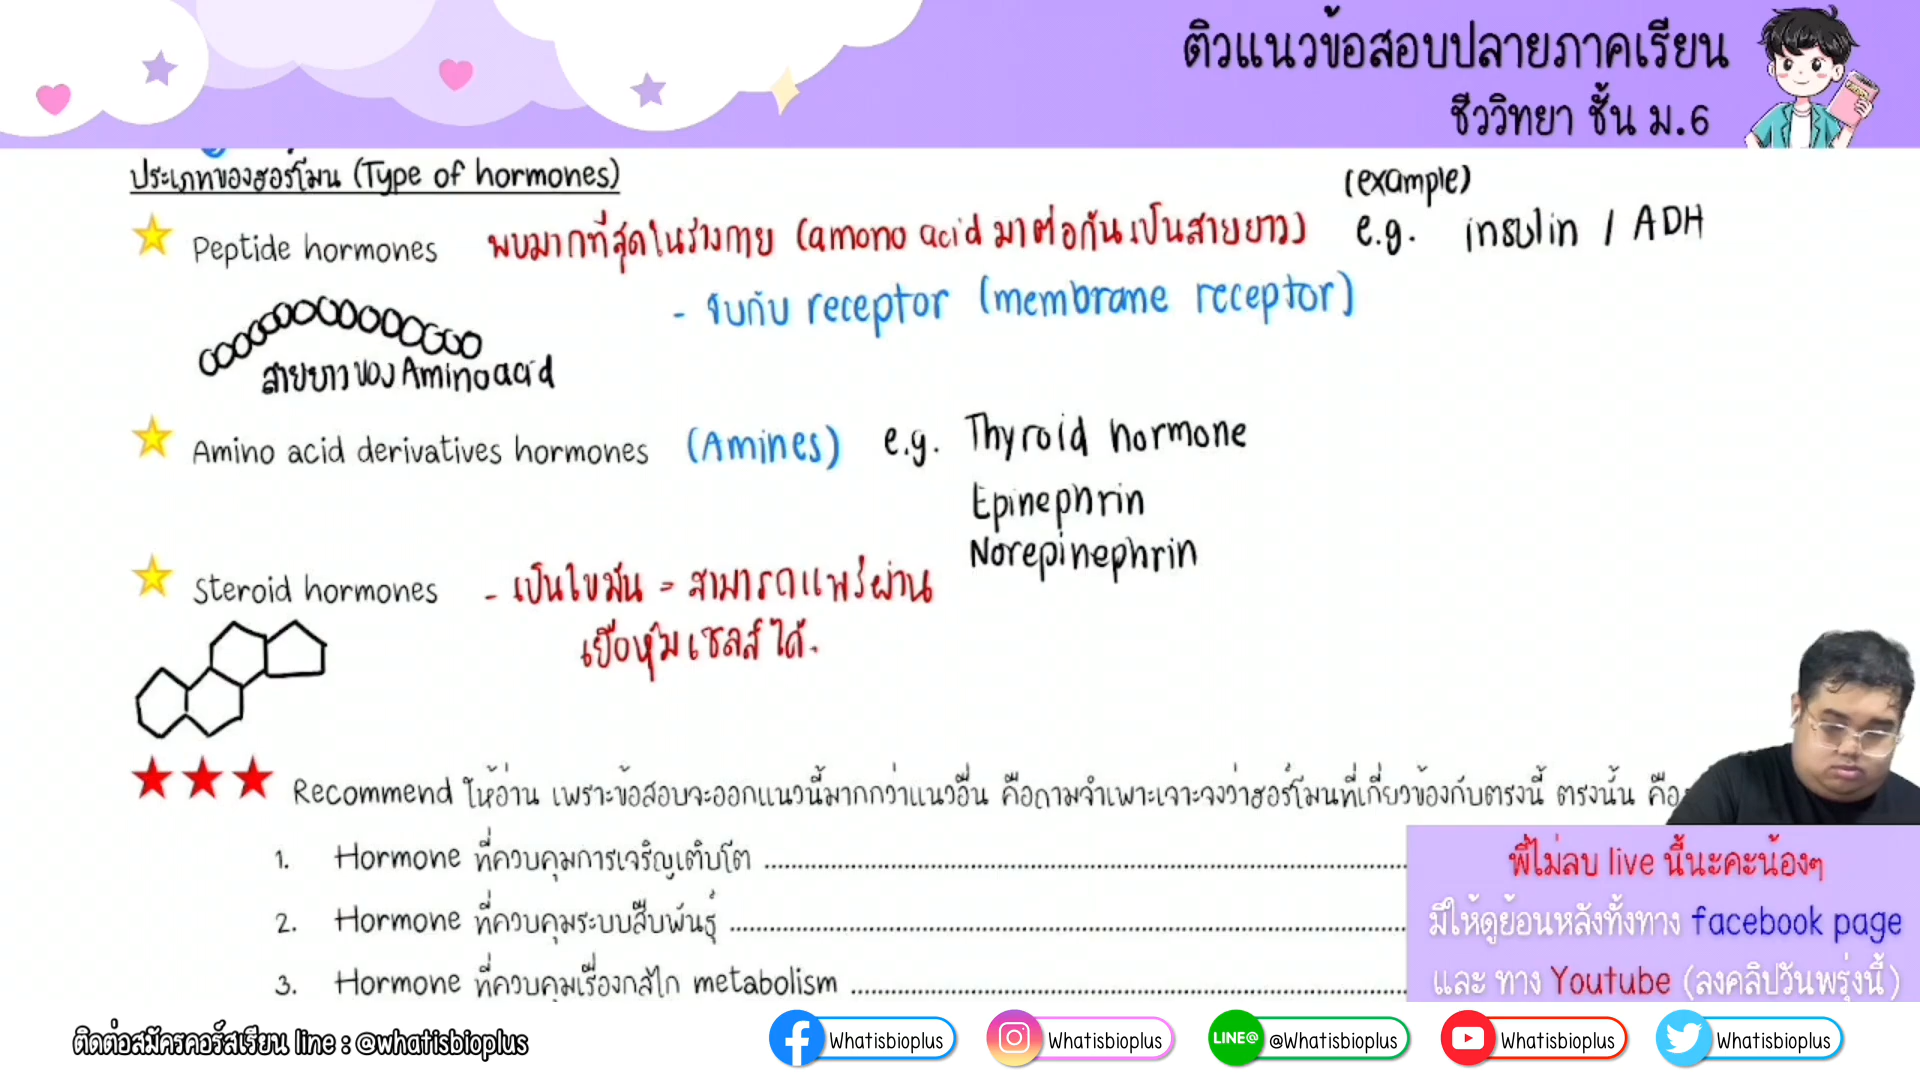 ติวแนวข้อสอบปลายภาคเรียน
ชีววิทยา ชั้น ม.6
ประเภทของฮอร์โมน (Type of hormones)
(example)
Peptide hormones พบมากที่สุดในร่างกาย (amono acid มาต่อกันเป็นสายยาว) e.g. insulin / ADH
- จับกับ receptor (membrane receptor)
สายยาวของ Amino acid
Amino acid derivatives hormones (Amines) e.g. Thyroid hormone
Epinephrin
Norepinephrin
Steroid hormones - เป็นไขมัน = สามารถแพร่ผ่าน
เยื่อหุ้มเซลล์ได้.
Recommend ให้อ่าน เพราะข้อสอบจะออกแนวนี้มากกว่าแนวอื่น คือถามจำเพาะเจาะจงว่าฮอร์โมนที่เกี่ยวข้องกับตรงนี้ ตรงนั้น คือ
1. Hormone ที่ควบคุมการเจริญเติบโต
2. Hormone ที่ควบคุมระบบสืบพันธุ์
3. Hormone ที่ควบคุมเรื่องกลไก metabolism
พี่ไม่ลบ live นี้นะคะน้องๆ
มีให้ดูย้อนหลังทั้งทาง facebook page
และ ทาง Youtube (ลงคลิปวันพรุ่งนี้)
ติดต่อสมัครคอร์สเรียน line : @whatisbioplus
Whatisbioplus
Whatisbioplus
LINE@ @Whatisbioplus
Whatisbioplus
Whatisbioplus